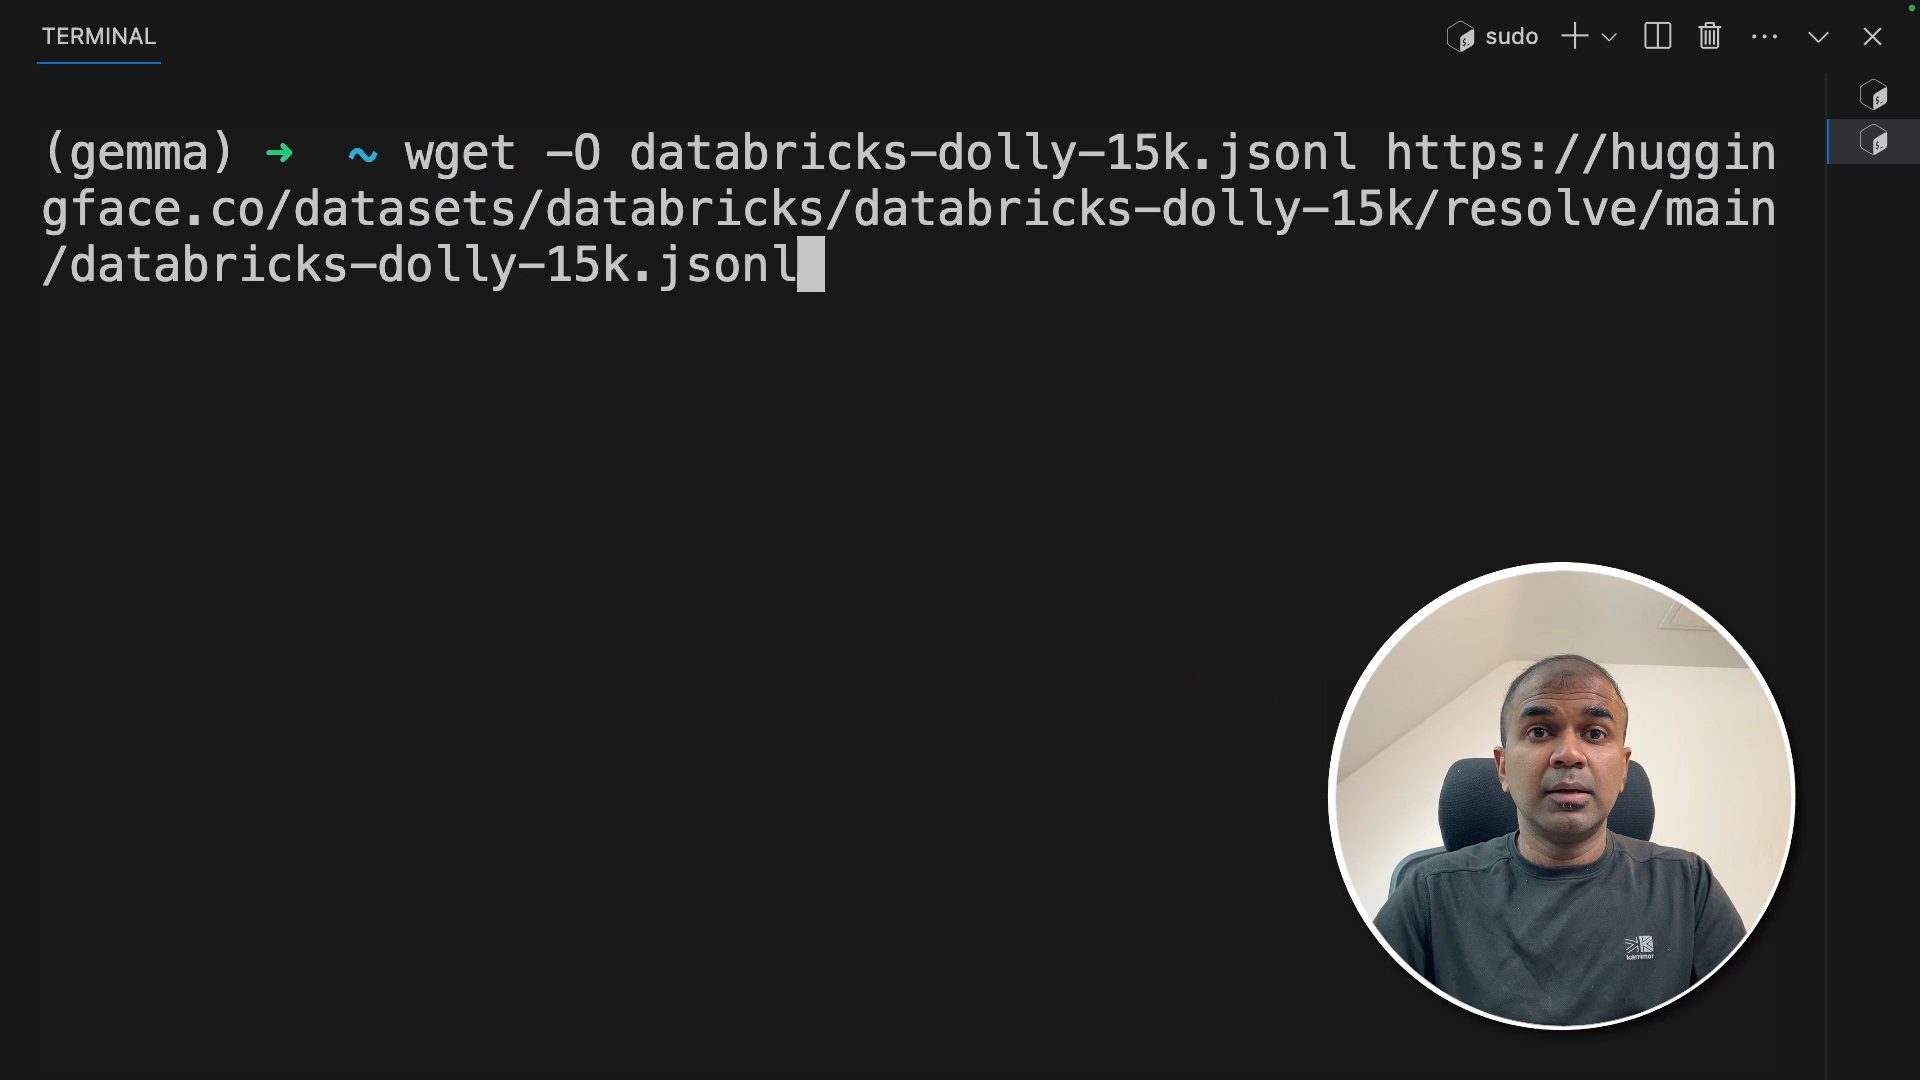 TERMINAL
sudo
(gemma) ➜ ~ wget -O databricks-dolly-15k.jsonl https://huggin
gface.co/datasets/databricks/databricks-dolly-15k/resolve/main
/databricks-dolly-15k.jsonl
karrimor